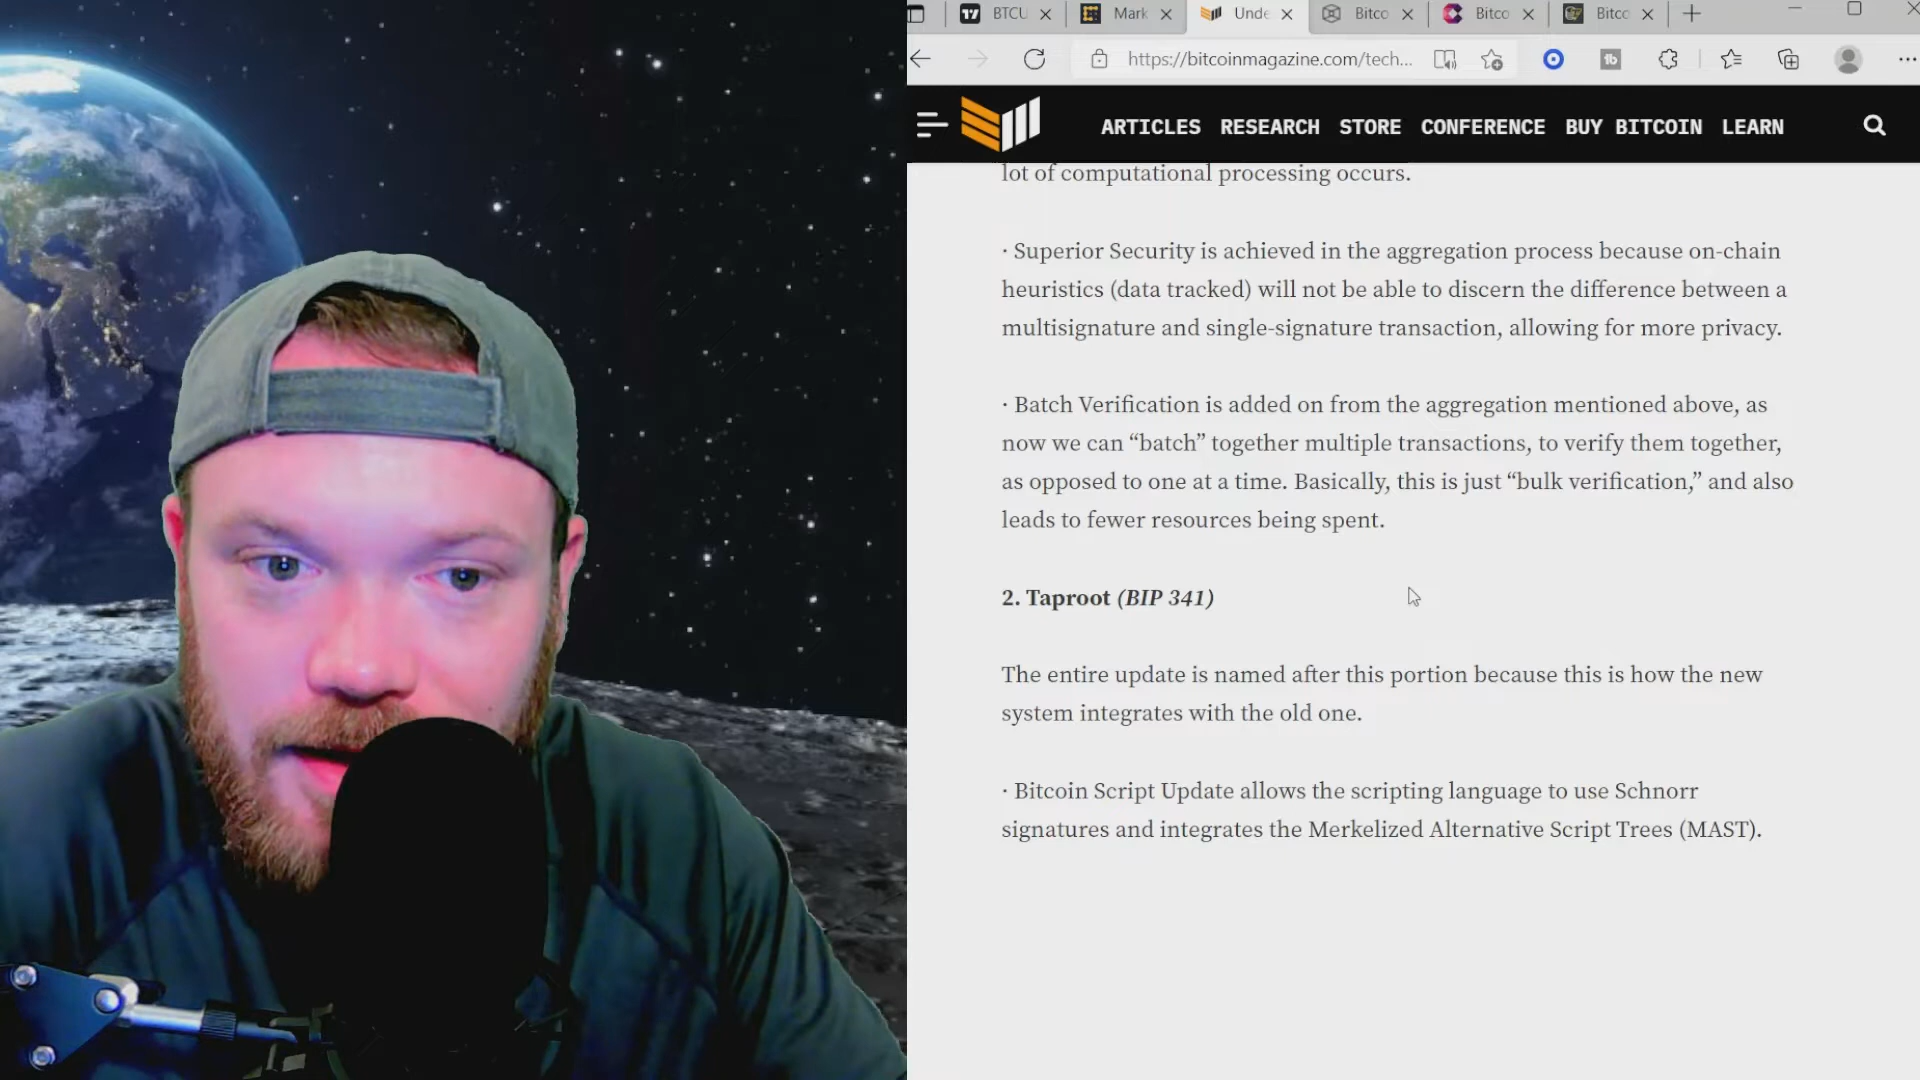 BTCU
Mark
Unde
Bitco
Bitco
Bitco
https://bitcoinmagazine.com/tech...
ARTICLES RESEARCH STORE CONFERENCE BUY BITCOIN LEARN
lot of computational processing occurs.
· Superior Security is achieved in the aggregation process because on-chain
heuristics (data tracked) will not be able to discern the difference between a
multisignature and single-signature transaction, allowing for more privacy.
· Batch Verification is added on from the aggregation mentioned above, as
now we can “batch” together multiple transactions, to verify them together,
as opposed to one at a time. Basically, this is just “bulk verification,” and also
leads to fewer resources being spent.
2. Taproot (BIP 341)
The entire update is named after this portion because this is how the new
system integrates with the old one.
· Bitcoin Script Update allows the scripting language to use Schnorr
signatures and integrates the Merkelized Alternative Script Trees (MAST).